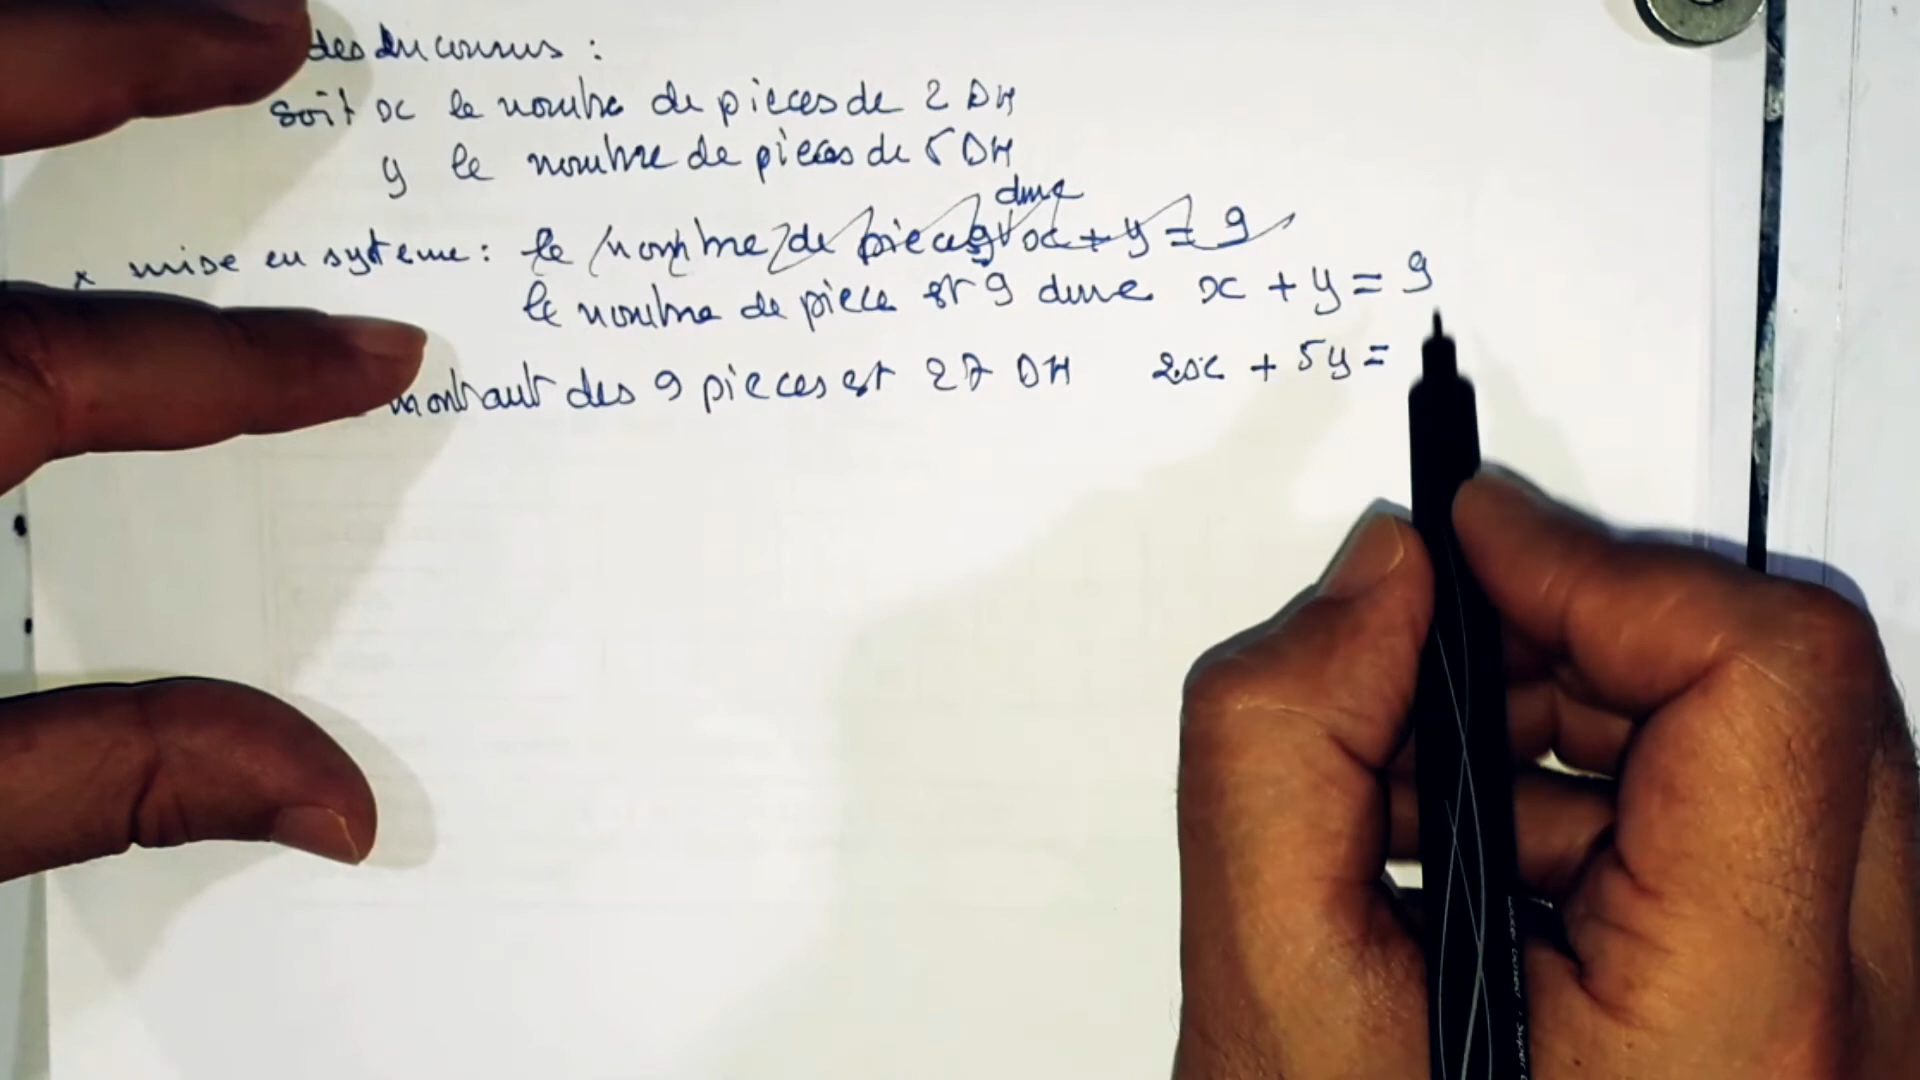 des inconnus :
soit x le nombre de pieces de 2 DH
y le nombre de pieces de 5 DH
donc
x mise en systeme : le nombre de pieces x + y = 9
le nombre de piece est 9 donc x + y = 9
montant des 9 pieces est 27 DH 2x + 5y =